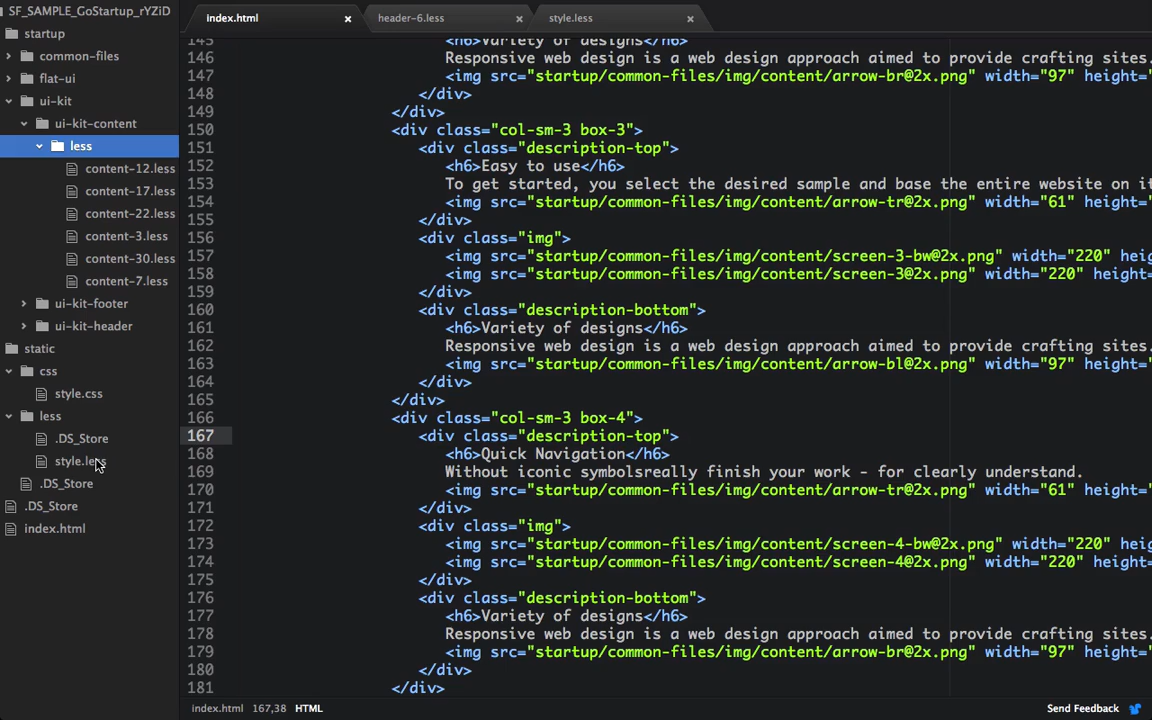 SF_SAMPLE_GoStartup_rYZiD
startup
common-files
flat-ui
ui-kit
ui-kit-content
less
content-12.less
content-17.less
content-22.less
content-3.less
content-30.less
content-7.less
ui-kit-footer
ui-kit-header
static
css
style.css
less
.DS_Store
style.less
.DS_Store
.DS_Store
index.html
index.html
header-6.less
style.less
145 <h6>Variety of designs</h6>
146 Responsive web design is a web design approach aimed to provide crafting sites.
147 <img src="startup/common-files/img/content/arrow-br@2x.png" width="97" height=
148 </div>
149 </div>
150 <div class="col-sm-3 box-3">
151 <div class="description-top">
152 <h6>Easy to use</h6>
153 To get started, you select the desired sample and base the entire website on it
154 <img src="startup/common-files/img/content/arrow-tr@2x.png" width="61" height=
155 </div>
156 <div class="img">
157 <img src="startup/common-files/img/content/screen-3-bw@2x.png" width="220" heig
158 <img src="startup/common-files/img/content/screen-3@2x.png" width="220" height=
159 </div>
160 <div class="description-bottom">
161 <h6>Variety of designs</h6>
162 Responsive web design is a web design approach aimed to provide crafting sites.
163 <img src="startup/common-files/img/content/arrow-bl@2x.png" width="97" height=
164 </div>
165 </div>
166 <div class="col-sm-3 box-4">
167 <div class="description-top">
168 <h6>Quick Navigation</h6>
169 Without iconic symbolsreally finish your work - for clearly understand.
170 <img src="startup/common-files/img/content/arrow-tr@2x.png" width="61" height=
171 </div>
172 <div class="img">
173 <img src="startup/common-files/img/content/screen-4-bw@2x.png" width="220" heig
174 <img src="startup/common-files/img/content/screen-4@2x.png" width="220" height=
175 </div>
176 <div class="description-bottom">
177 <h6>Variety of designs</h6>
178 Responsive web design is a web design approach aimed to provide crafting sites.
179 <img src="startup/common-files/img/content/arrow-br@2x.png" width="97" height=
180 </div>
181 </div>
index.html 167,38 HTML
Send Feedback